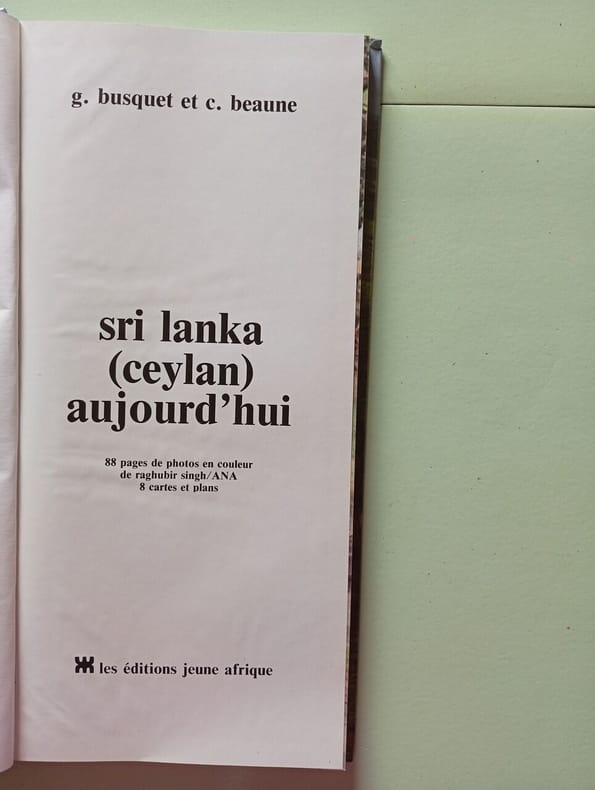 g. busquet et c. beaune
sri lanka
(ceylan)
aujourd'hui
88 pages de photos en couleur
de raghubir singh/ANA
8 cartes et plans
les éditions jeune afrique